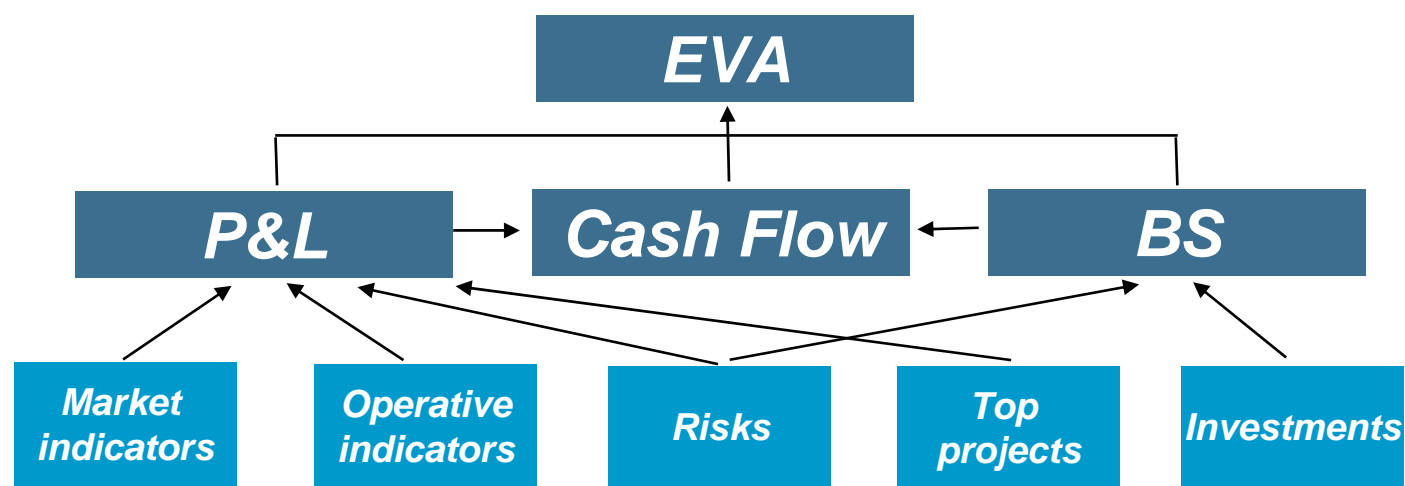 EVA
P&L
Cash Flow
BS
Market
indicators
Operative
indicators
Risks
Top
projects
Investments